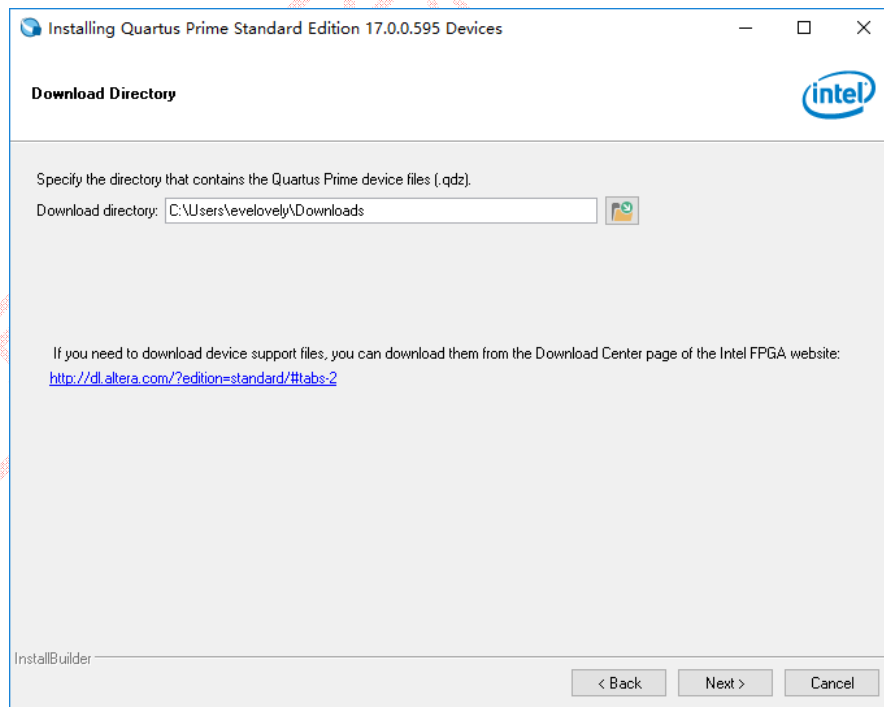 Installing Quartus Prime Standard Edition 17.0.0.595 Devices
Download Directory
intel
Specify the directory that contains the Quartus Prime device files (.qdz).
Download directory: C:\Users\evelovely\Downloads
If you need to download device support files, you can download them from the Download Center page of the Intel FPGA website:
http://dl.altera.com/?edition=standard/#tabs-2
InstallBuilder
< Back Next > Cancel